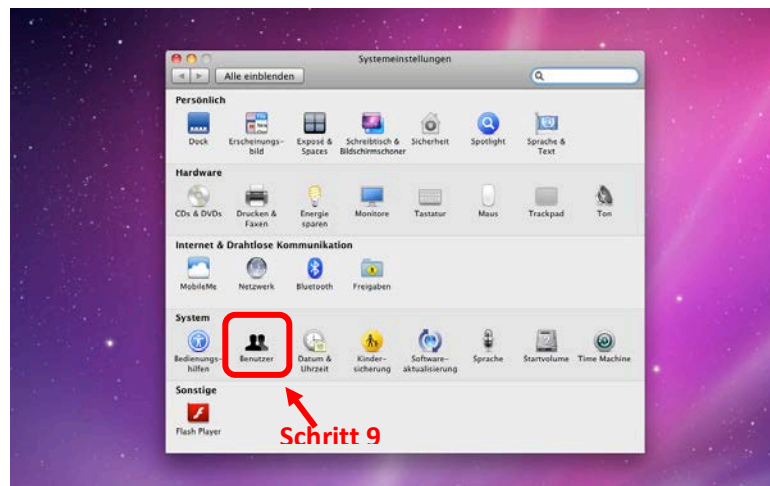 Systemeinstellungen
Alle einblenden
Persönlich
Dock
Erscheinungs-
bild
Exposé &
Spaces
Schreibtisch &
Bildschirmschoner
Sicherheit
Spotlight
Sprache &
Text
Hardware
CDs & DVDs
Drucken &
Faxen
Energie
sparen
Monitore
Tastatur
Maus
Trackpad
Ton
Internet & Drahtlose Kommunikation
MobileMe
Netzwerk
Bluetooth
Freigaben
System
Bedienungs-
hilfen
Benutzer
Datum &
Uhrzeit
Kinder-
sicherung
Software-
aktualisierung
Sprache
Startvolume
Time Machine
Sonstige
Flash Player
Schritt 9